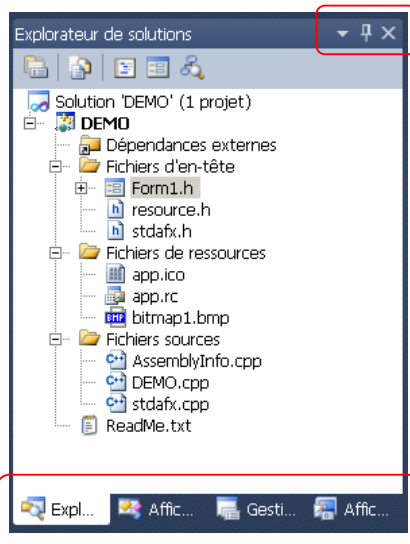 Explorateur de solutions
Solution 'DEMO' (1 projet)
DEMO
Dépendances externes
Fichiers d'en-tête
Form1.h
h resource.h
h stdafx.h
Fichiers de ressources
app.ico
app.rc
BMP bitmap1.bmp
Fichiers sources
C++ AssemblyInfo.cpp
C++ DEMO.cpp
C++ stdafx.cpp
ReadMe.txt
Expl... Affic... Gesti... Affic...